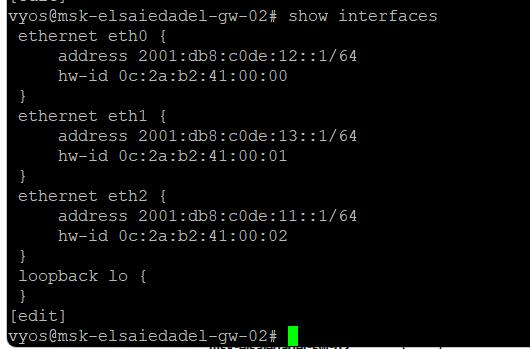 [edit]
vyos@msk-elsaiedadel-gw-02# show interfaces
 ethernet eth0 {
     address 2001:db8:c0de:12::1/64
     hw-id 0c:2a:b2:41:00:00
 }
 ethernet eth1 {
     address 2001:db8:c0de:13::1/64
     hw-id 0c:2a:b2:41:00:01
 }
 ethernet eth2 {
     address 2001:db8:c0de:11::1/64
     hw-id 0c:2a:b2:41:00:02
 }
 loopback lo {
 }
[edit]
vyos@msk-elsaiedadel-gw-02#